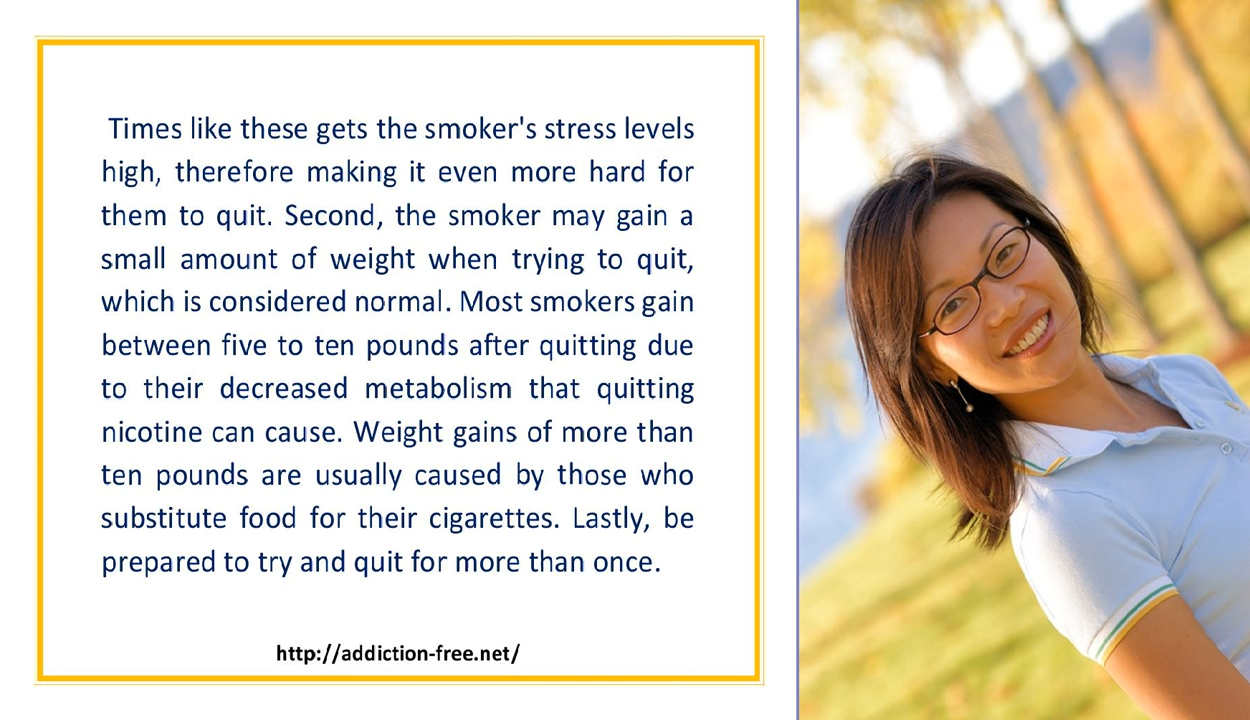 Times like these gets the smoker's stress levels
high, therefore making it even more hard for
them to quit. Second, the smoker may gain a
small amount of weight when trying to quit,
which is considered normal. Most smokers gain
between five to ten pounds after quitting due
to their decreased metabolism that quitting
nicotine can cause. Weight gains of more than
ten pounds are usually caused by those who
substitute food for their cigarettes. Lastly, be
prepared to try and quit for more than once.
http://addiction-free.net/